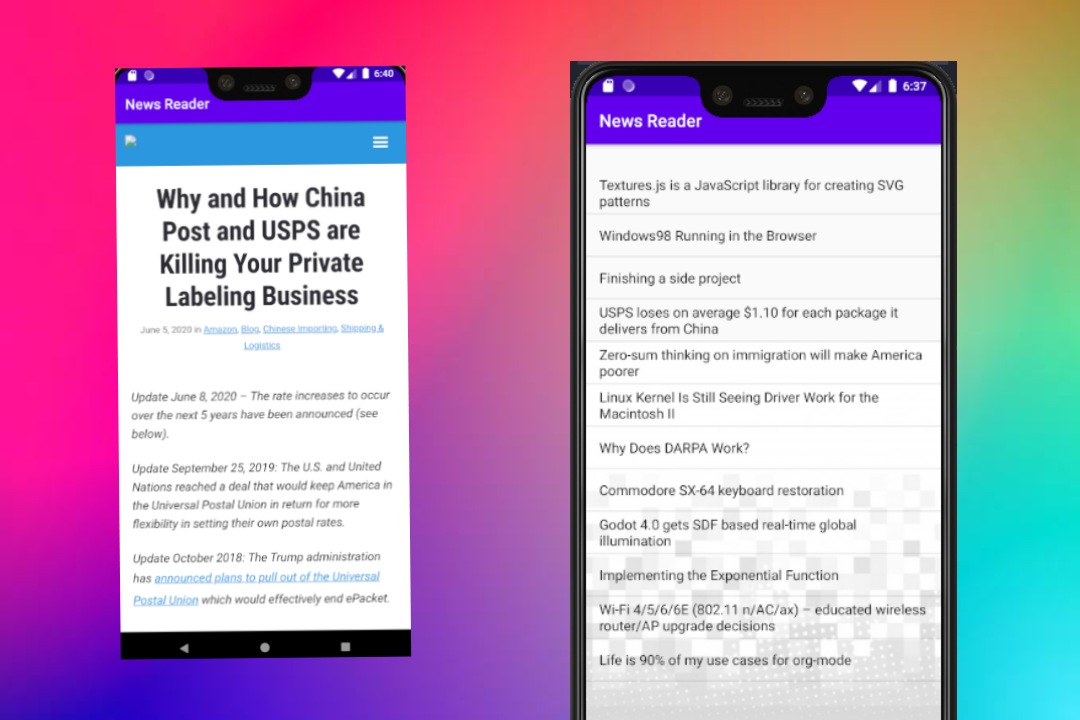 6:40
News Reader
Why and How China
Post and USPS are
Killing Your Private
Labeling Business
June 5, 2020 in Amazon, Blog, Chinese Importing, Shipping &
Logistics
Update June 8, 2020 – The rate increases to occur
over the next 5 years have been announced (see
below).
Update September 25, 2019: The U.S. and United
Nations reached a deal that would keep America in
the Universal Postal Union in return for more
flexibility in setting their own postal rates.
Update October 2018: The Trump administration
has announced plans to pull out of the Universal
Postal Union which would effectively end ePacket.
6:37
News Reader
Textures.js is a JavaScript library for creating SVG
patterns
Windows98 Running in the Browser
Finishing a side project
USPS loses on average $1.10 for each package it
delivers from China
Zero-sum thinking on immigration will make America
poorer
Linux Kernel Is Still Seeing Driver Work for the
Macintosh II
Why Does DARPA Work?
Commodore SX-64 keyboard restoration
Godot 4.0 gets SDF based real-time global
illumination
Implementing the Exponential Function
Wi-Fi 4/5/6/6E (802.11 n/AC/ax) – educated wireless
router/AP upgrade decisions
Life is 90% of my use cases for org-mode